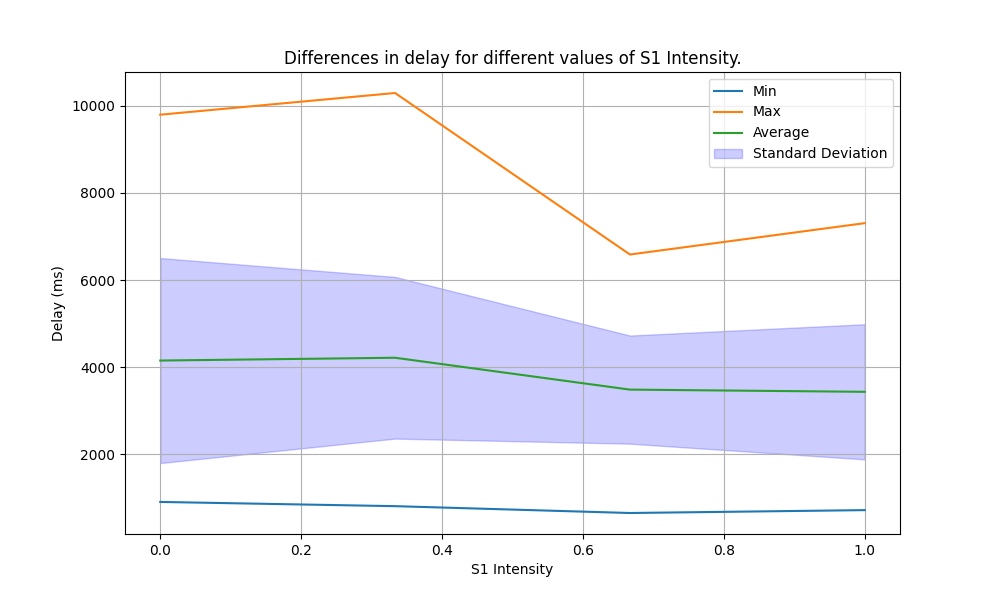 Differences in delay for different values of S1 Intensity.
Min
Max
Average
Standard Deviation
10000
8000
6000
4000
2000
Delay (ms)
0.0 0.2 0.4 0.6 0.8 1.0
S1 Intensity